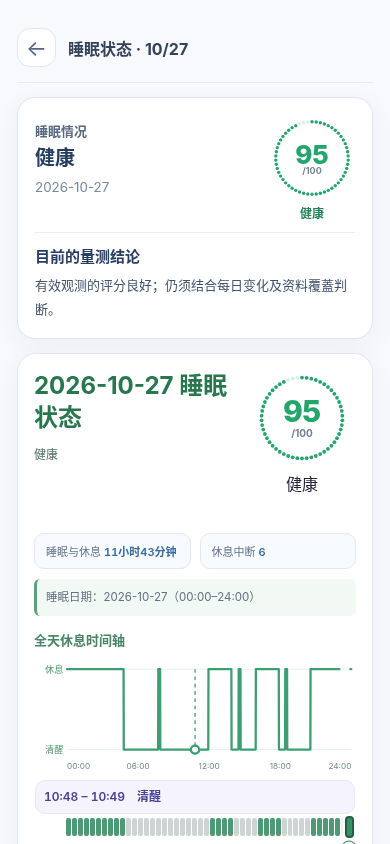 睡眠状态 · 10/27
睡眠情况
健康
2026-10-27
95
/100
健康
目前的量测结论
有效观测的评分良好；仍须结合每日变化及资料覆蓋判
断。
2026-10-27 睡眠
状态
健康
95
/100
健康
睡眠与休息 11小时43分钟
休息中断 6
睡眠日期：2026-10-27（00:00–24:00）
全天休息时间轴
休息
清醒
00:00 06:00 12:00 18:00 24:00
10:48 – 10:49 清醒